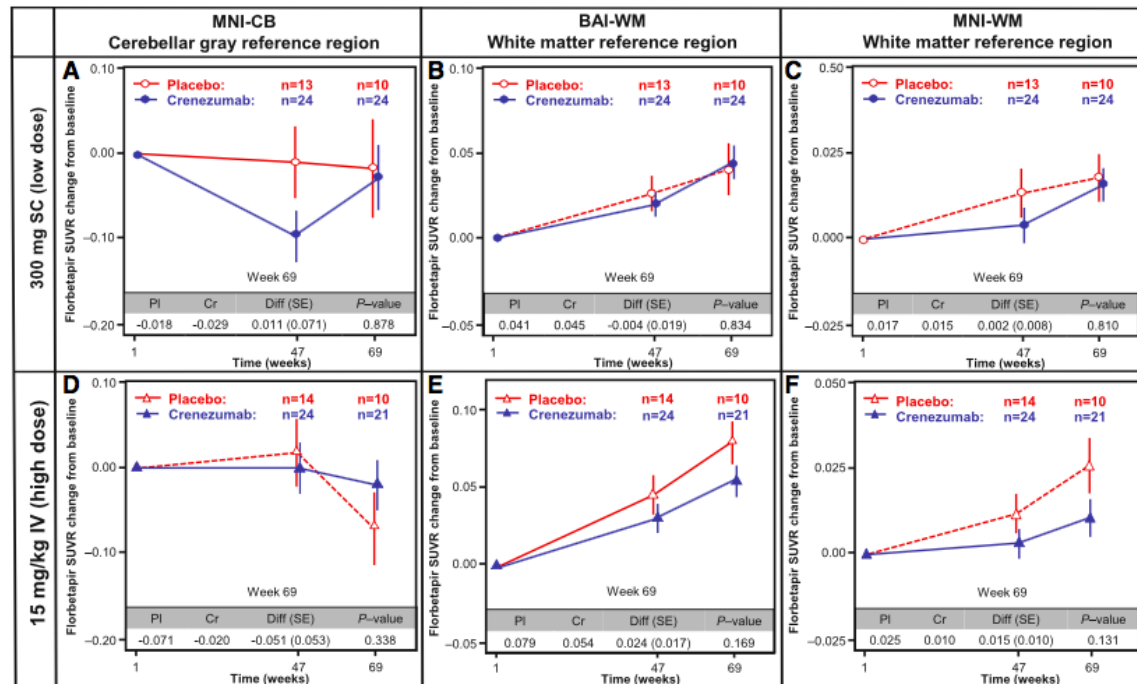 MNI-CB
Cerebellar gray reference region
BAI-WM
White matter reference region
MNI-WM
White matter reference region
300 mg SC (low dose)
A
Florbetapir SUVR change from baseline
0.10
0.00
–0.10
–0.20
Placebo: n=13 n=10
Crenezumab: n=24 n=24
Week 69
Pl Cr Diff (SE) P–value
-0.018 -0.029 0.011 (0.071) 0.878
1 47 69
Time (weeks)
B
Florbetapir SUVR change from baseline
0.10
0.05
0.00
–0.05
Placebo: n=13 n=10
Crenezumab: n=24 n=24
Week 69
Pl Cr Diff (SE) P–value
0.041 0.045 -0.004 (0.019) 0.834
1 47 69
Time (weeks)
C
Florbetapir SUVR change from baseline
0.50
0.025
0.000
–0.025
Placebo: n=13 n=10
Crenezumab: n=24 n=24
Week 69
Pl Cr Diff (SE) P–value
0.017 0.015 0.002 (0.008) 0.810
1 47 69
Time (weeks)
15 mg/kg IV (high dose)
D
Florbetapir SUVR change from baseline
0.10
0.00
–0.10
–0.20
Placebo: n=14 n=10
Crenezumab: n=24 n=21
Week 69
Pl Cr Diff (SE) P–value
-0.071 -0.020 -0.051 (0.053) 0.338
1 47 69
Time (weeks)
E
Florbetapir SUVR change from baseline
0.10
0.05
0.00
–0.05
Placebo: n=14 n=10
Crenezumab: n=24 n=21
Week 69
Pl Cr Diff (SE) P–value
0.079 0.054 0.024 (0.017) 0.169
1 47 69
Time (weeks)
F
Florbetapir SUVR change from baseline
0.050
0.025
0.00
–0.025
Placebo: n=14 n=10
Crenezumab: n=24 n=21
Week 69
Pl Cr Diff (SE) P–value
0.025 0.010 0.015 (0.010) 0.131
1 47 69
Time (weeks)